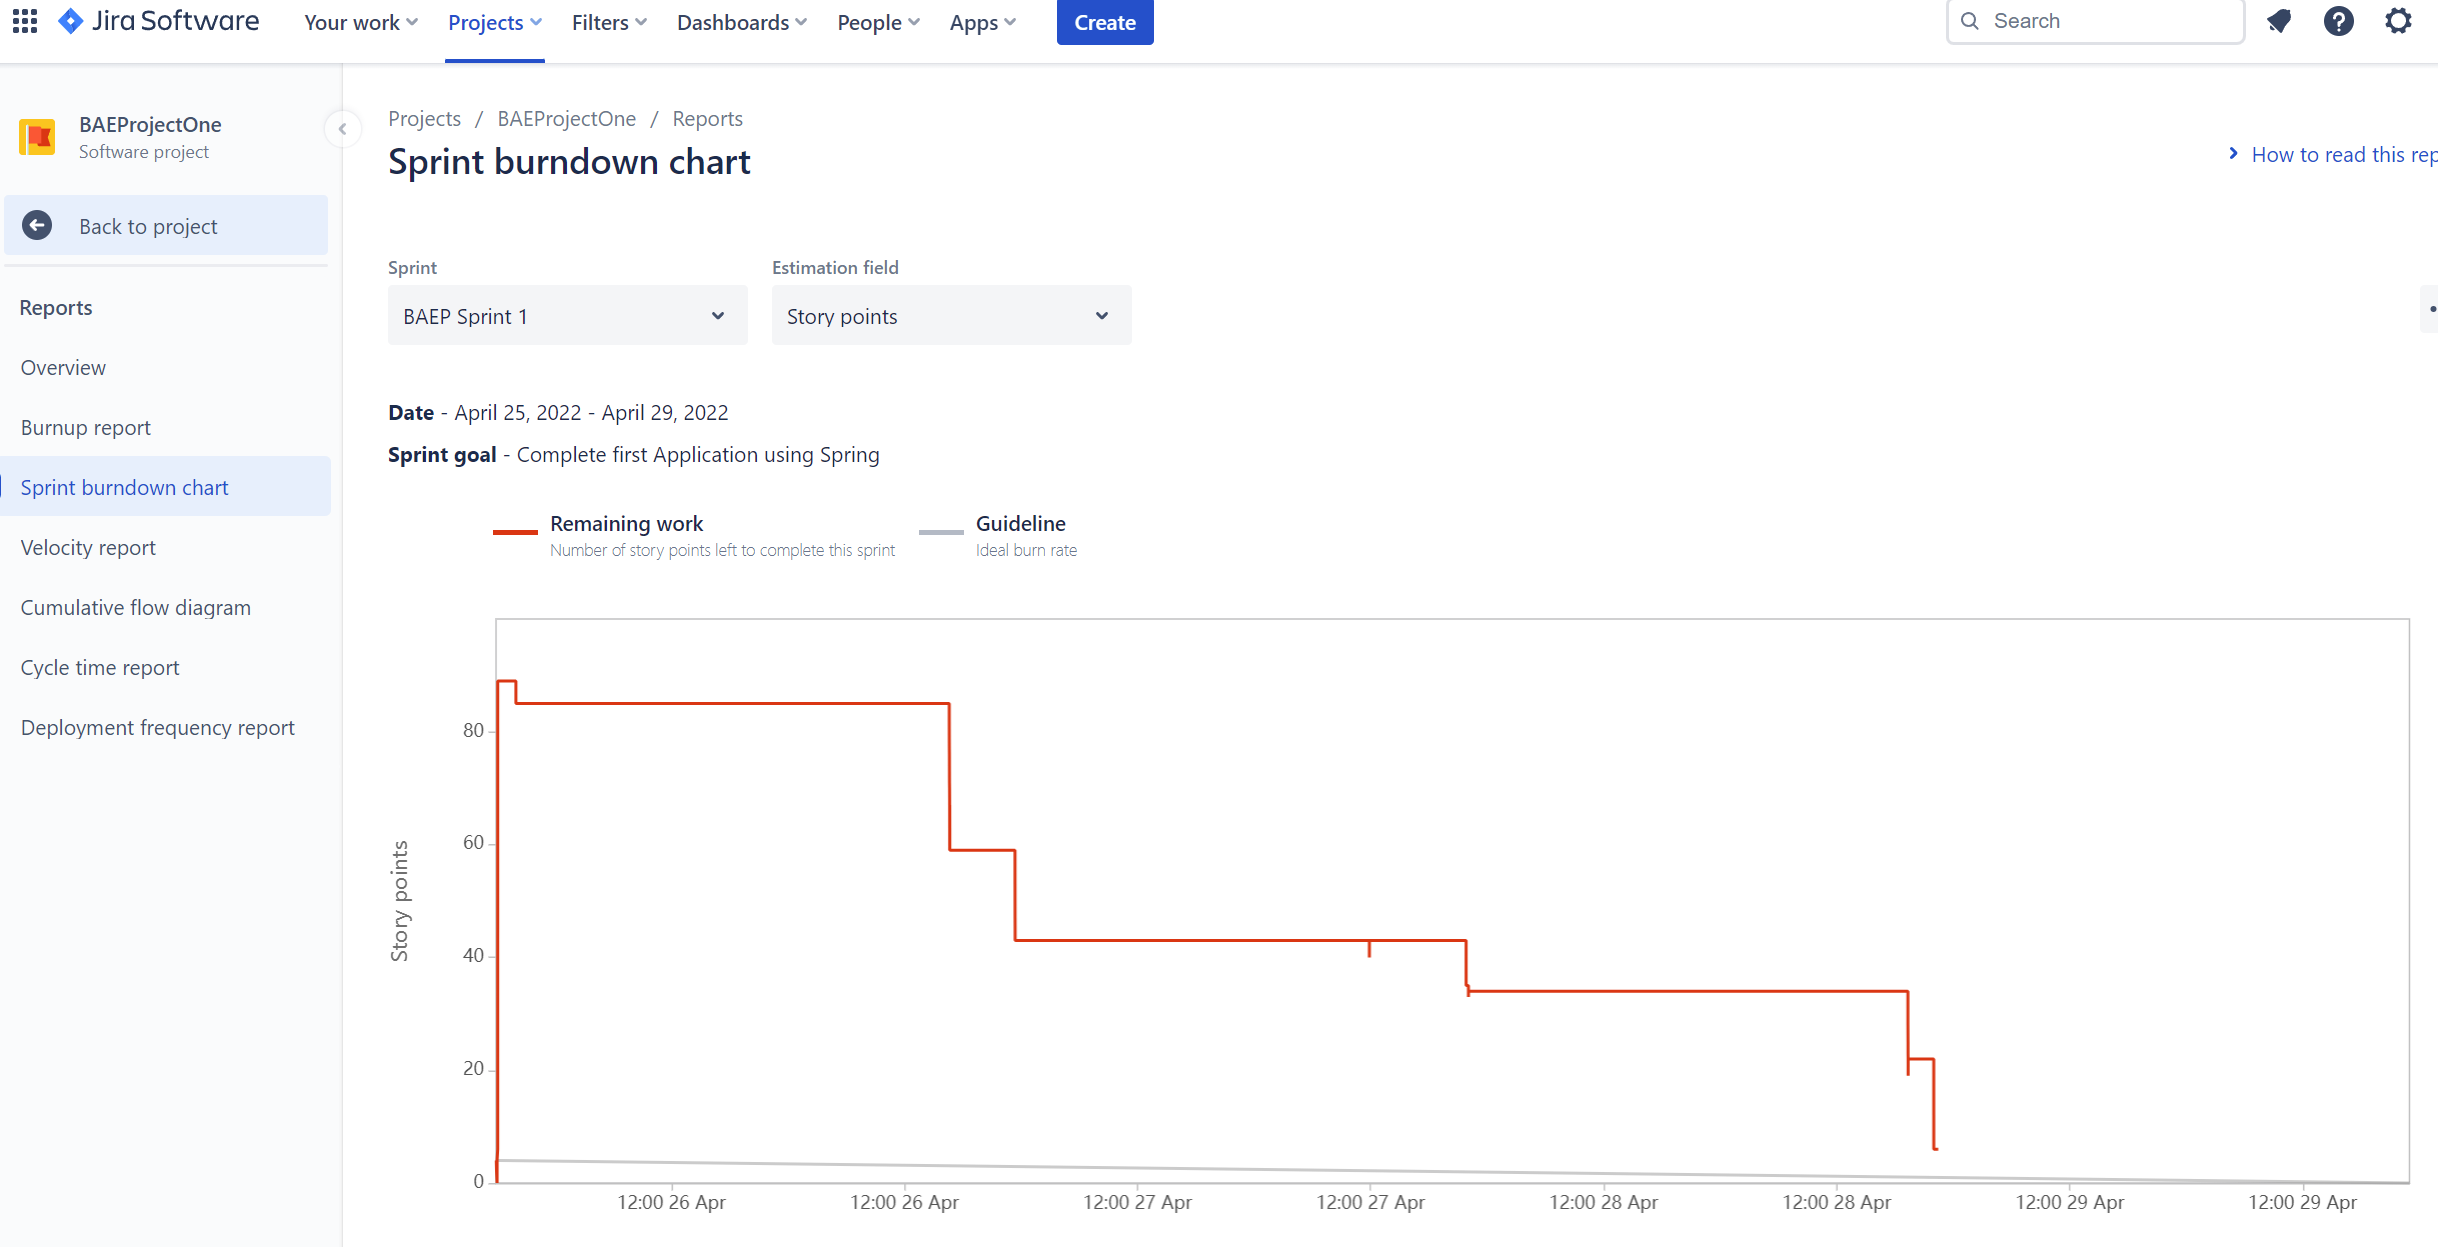 Jira Software
Your work
Projects
Filters
Dashboards
People
Apps
Create
Search
BAEProjectOne
Software project
Back to project
Reports
Overview
Burnup report
Sprint burndown chart
Velocity report
Cumulative flow diagram
Cycle time report
Deployment frequency report
Projects / BAEProjectOne / Reports
Sprint burndown chart
How to read this rep
Sprint
BAEP Sprint 1
Estimation field
Story points
Date - April 25, 2022 - April 29, 2022
Sprint goal - Complete first Application using Spring
Remaining work
Number of story points left to complete this sprint
Guideline
Ideal burn rate
Story points
80
60
40
20
0
12:00 26 Apr
12:00 26 Apr
12:00 27 Apr
12:00 27 Apr
12:00 28 Apr
12:00 28 Apr
12:00 29 Apr
12:00 29 Apr